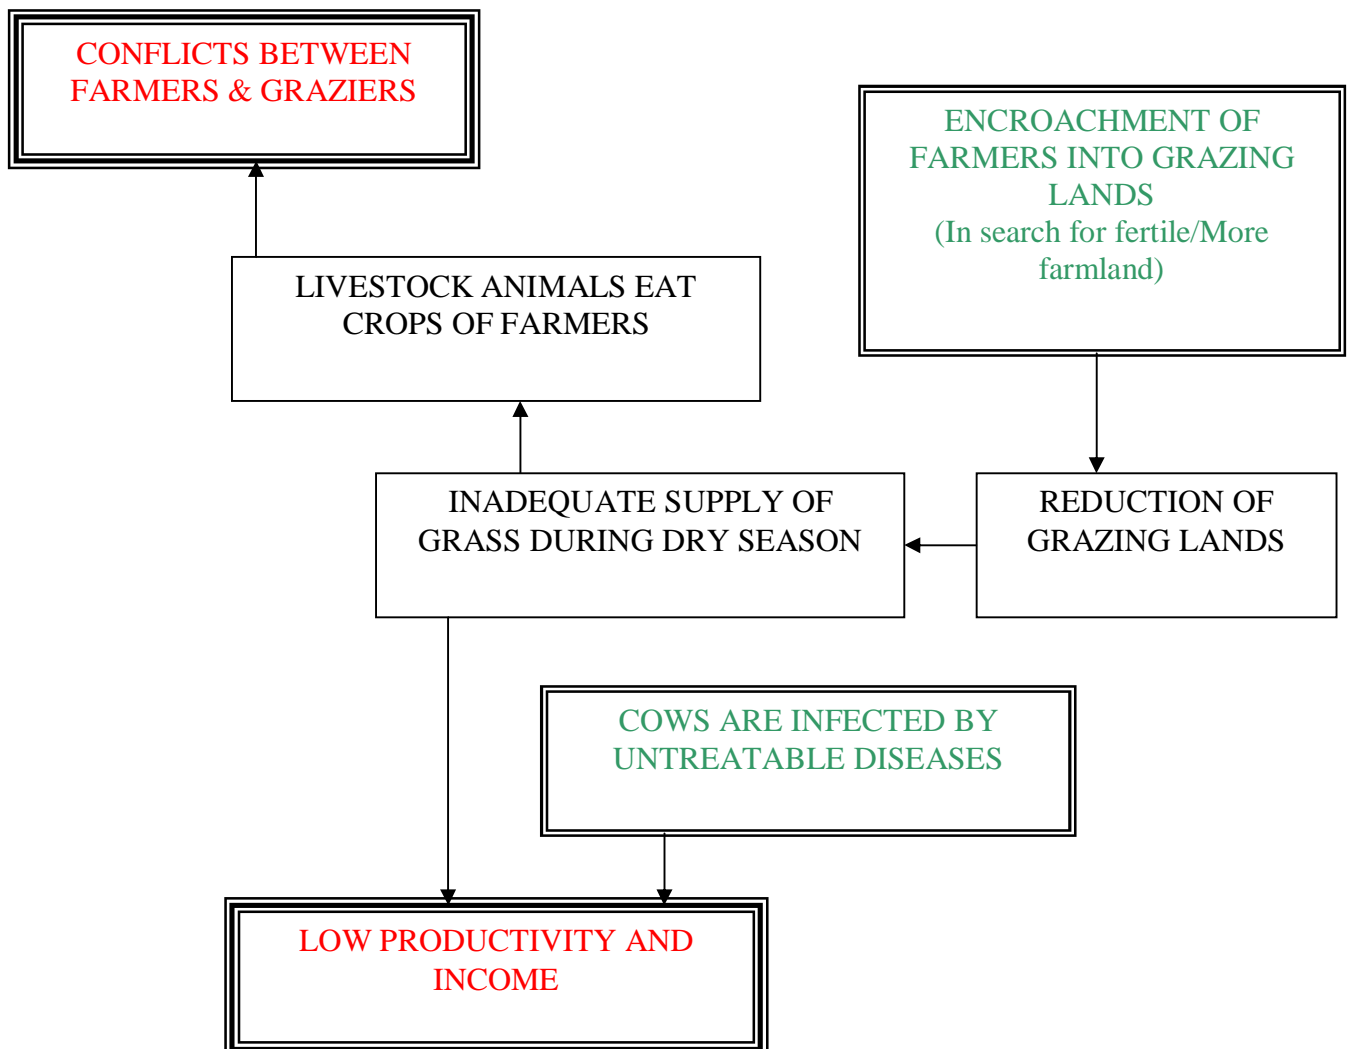 CONFLICTS BETWEEN
FARMERS & GRAZIERS
ENCROACHMENT OF
FARMERS INTO GRAZING
LANDS
(In search for fertile/More
farmland)
LIVESTOCK ANIMALS EAT
CROPS OF FARMERS
INADEQUATE SUPPLY OF
GRASS DURING DRY SEASON
REDUCTION OF
GRAZING LANDS
COWS ARE INFECTED BY
UNTREATABLE DISEASES
LOW PRODUCTIVITY AND
INCOME